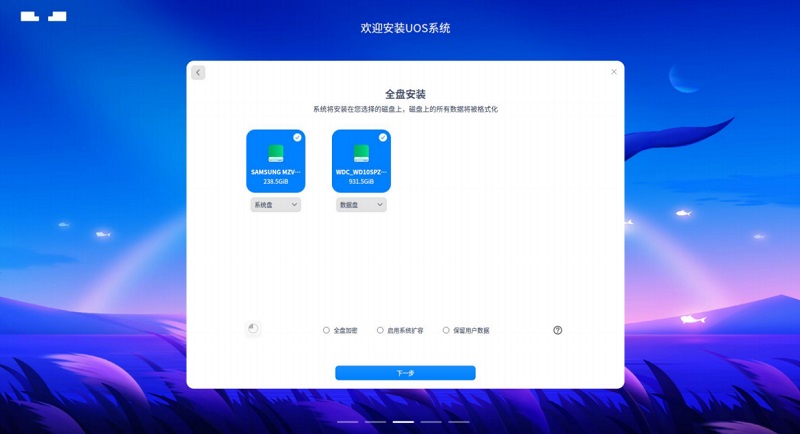 欢迎安装UOS系统
全盘安装
系统将安装在您选择的磁盘上，磁盘上的所有数据将被格式化
SAMSUNG MZV···
238.5GiB
WDC_WD10SPZ···
931.5GiB
系统盘
数据盘
全盘加密
启用系统扩容
保留用户数据
下一步